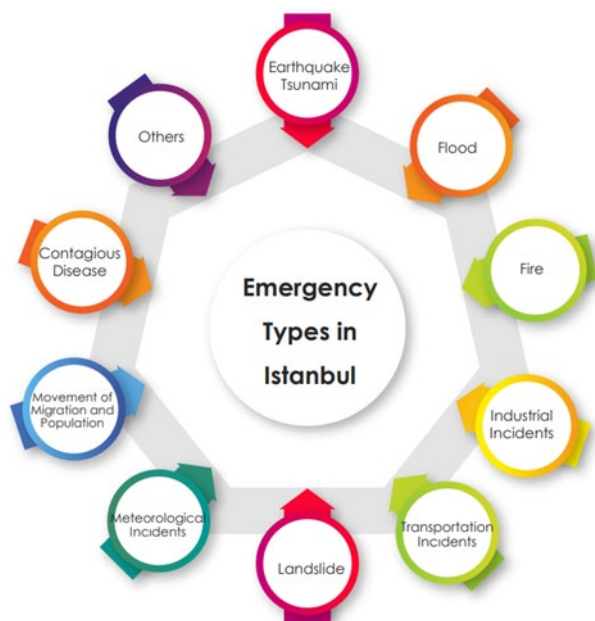 Earthquake
Tsunami
Flood
Fire
Industrial
Incidents
Transportation
Incidents
Landslide
Meteorological
Incidents
Movement of
Migration and
Population
Contagious
Disease
Others
Emergency
Types in
Istanbul